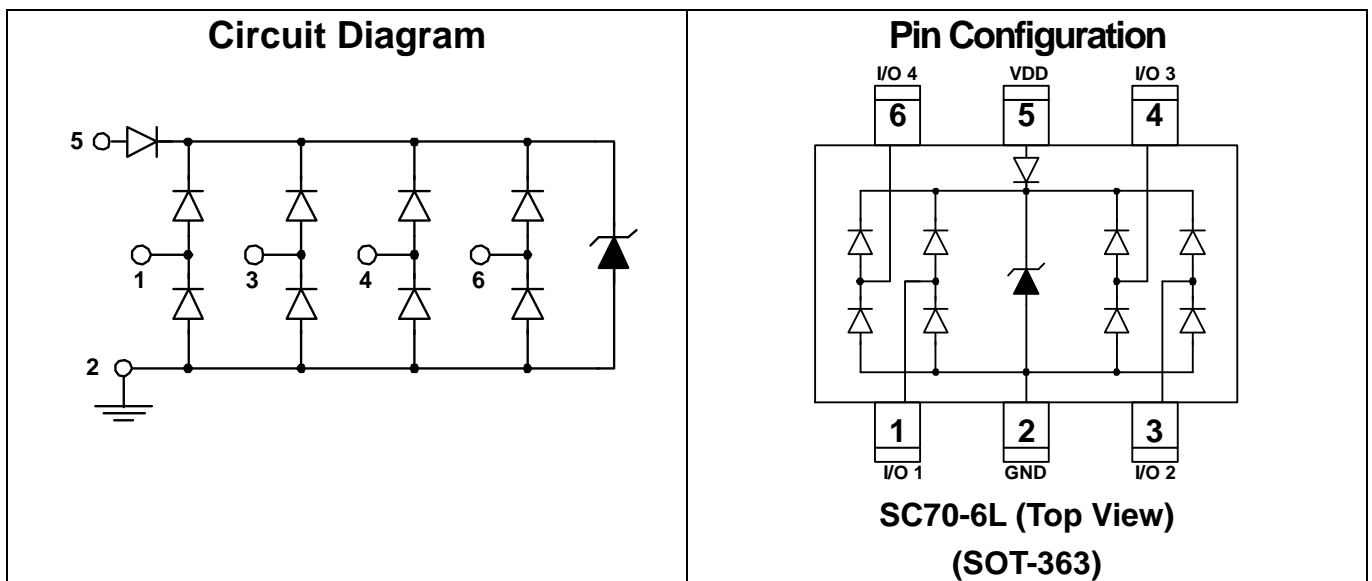 Circuit Diagram
5
1
3
4
6
2
Pin Configuration
I/O 4
VDD
I/O 3
6
5
4
1
2
3
I/O 1
GND
I/O 2
SC70-6L (Top View)
(SOT-363)